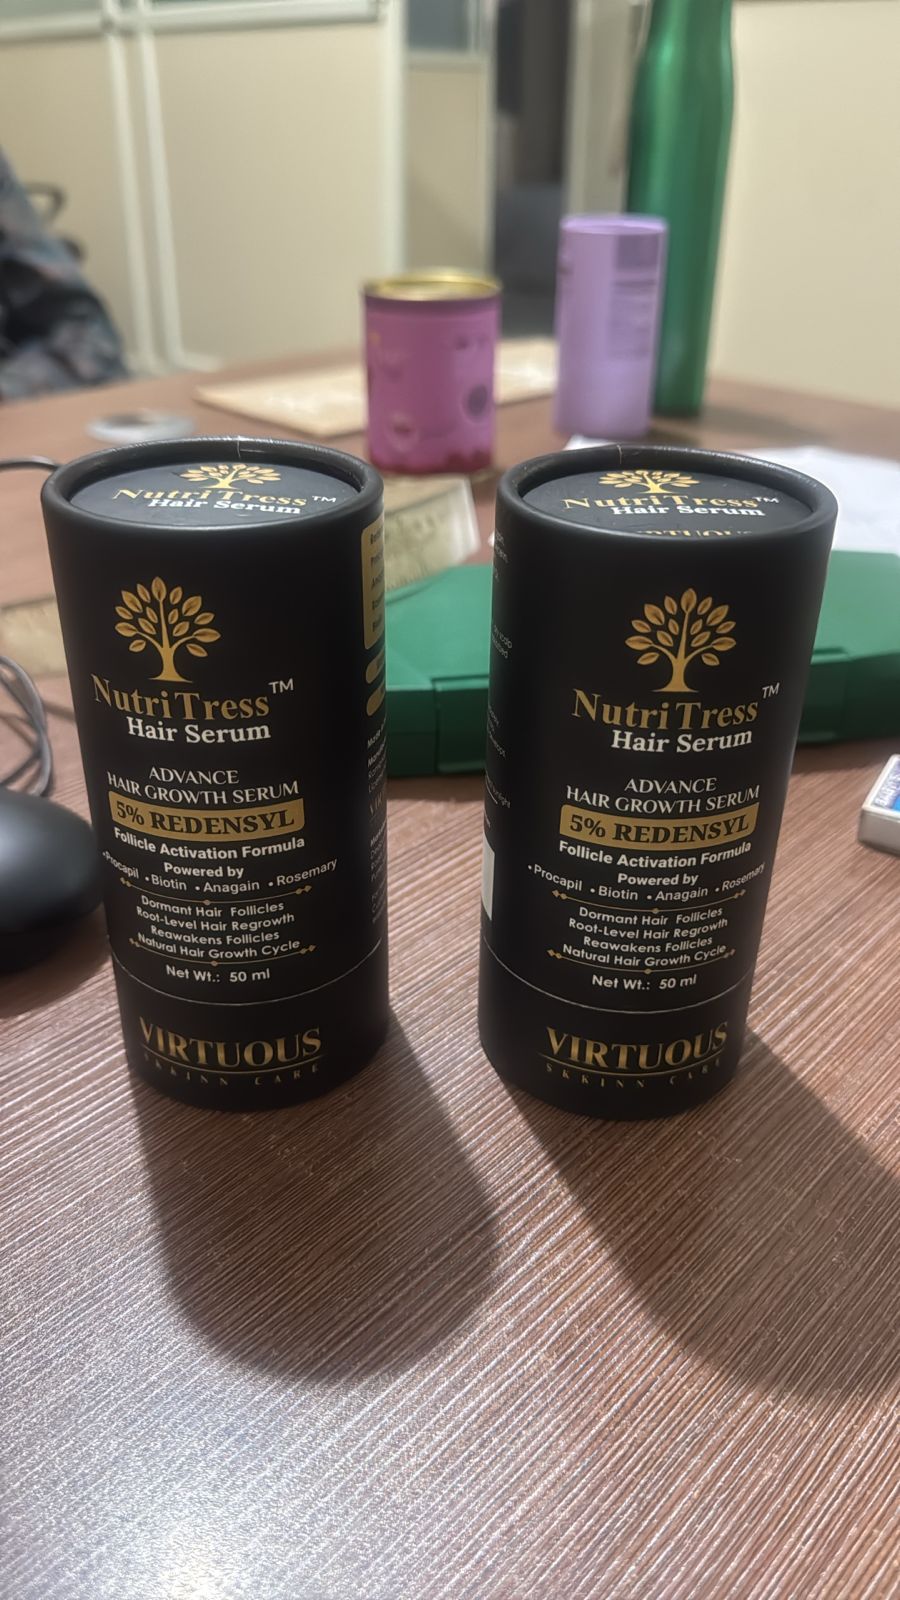 NutriTress™
Hair Serum
NutriTress™
Hair Serum
ADVANCE
HAIR GROWTH SERUM
5% REDENSYL
Follicle Activation Formula
Powered by
•Procapil •Biotin •Anagain •Rosemary
Dormant Hair Follicles
Root-Level Hair Regrowth
Reawakens Follicles
Natural Hair Growth Cycle
Net Wt.: 50 ml
VIRTUOUS
SKKINN CARE
NutriTress™
Hair Serum
VIRTUOUS
NutriTress™
Hair Serum
ADVANCE
HAIR GROWTH SERUM
5% REDENSYL
Follicle Activation Formula
Powered by
•Procapil •Biotin •Anagain •Rosemary
Dormant Hair Follicles
Root-Level Hair Regrowth
Reawakens Follicles
Natural Hair Growth Cycle
Net Wt.: 50 ml
VIRTUOUS
SKKINN CARE